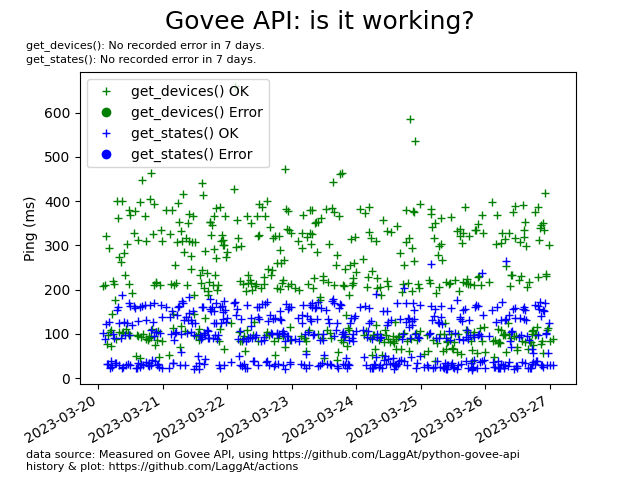 Govee API: is it working?
get_devices(): No recorded error in 7 days.
get_states(): No recorded error in 7 days.
get_devices() OK
get_devices() Error
get_states() OK
get_states() Error
Ping (ms)
600
500
400
300
200
100
0
2023-03-20
2023-03-21
2023-03-22
2023-03-23
2023-03-24
2023-03-25
2023-03-26
2023-03-27
data source: Measured on Govee API, using https://github.com/LaggAt/python-govee-api
history & plot: https://github.com/LaggAt/actions